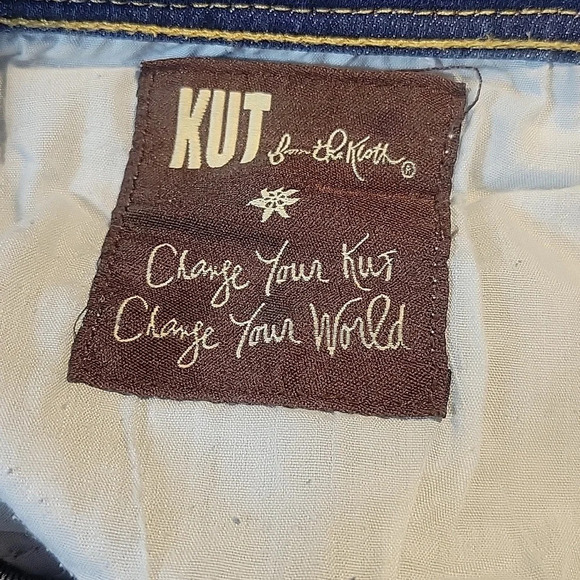 KUT from the Kloth®
Change Your Kut
Change Your World